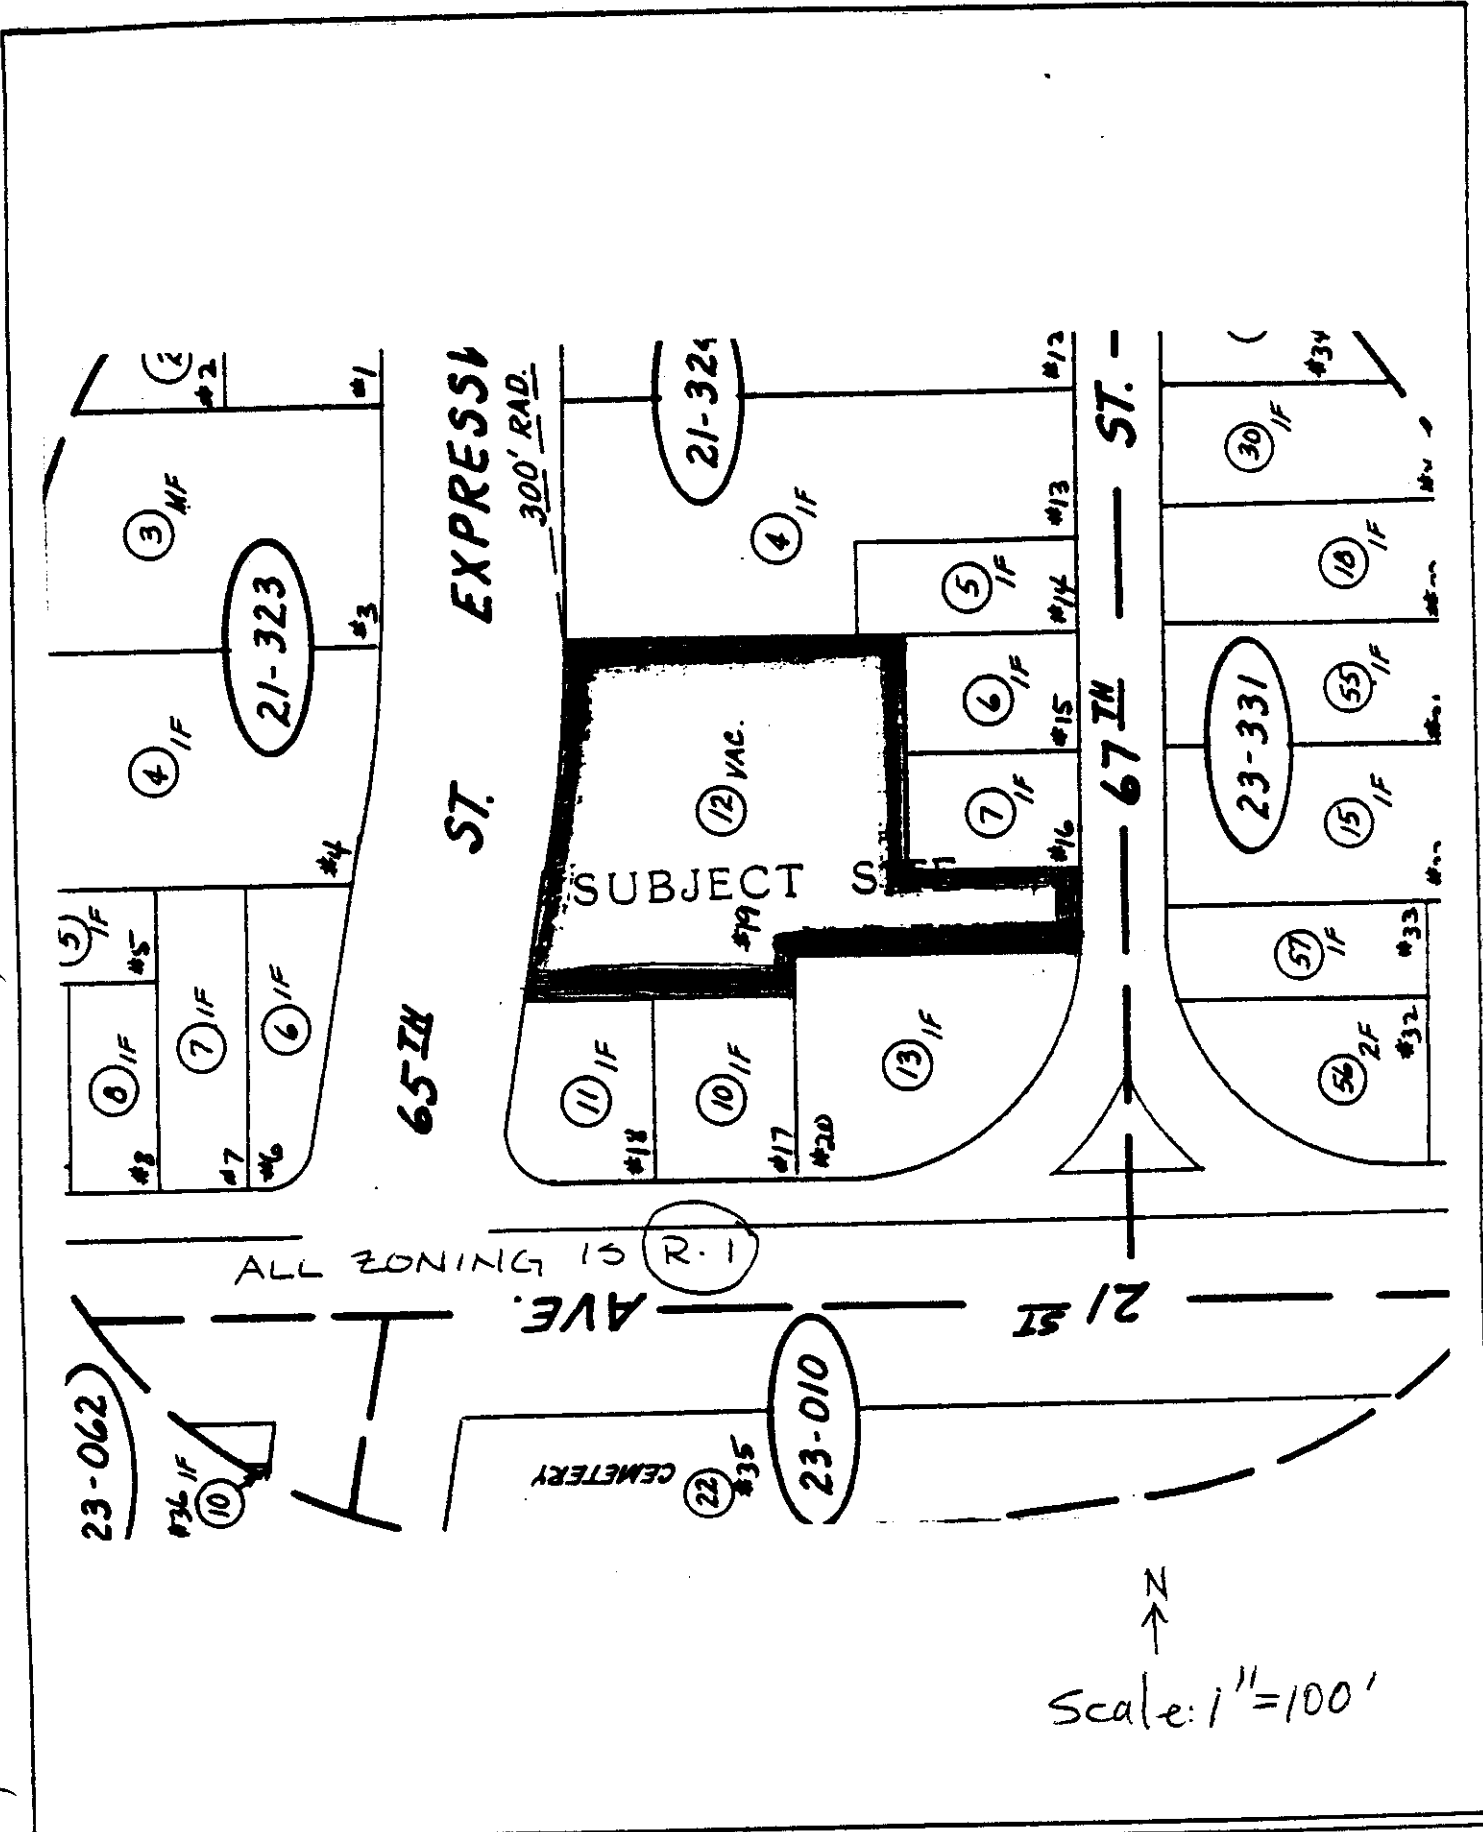 #2
#1
EXPRESSW
300' RAD.
21-324
#12
ST.
#34
3 MF
#3
21-323
4 1F
#13
5 1F
#14
30 1F
18 1F
4 1F
#4
ST.
12 VAC.
SUBJECT
#19
6 1F
#15
7 1F
#16
67TH
23-331
55 1F
15 1F
5 1F
#5
8 1F
#8
7 1F
#7
6 1F
#6
65TH
11 1F
#18
10 1F
#17
13 1F
#20
57 1F
#33
56 2F
#32
ALL ZONING IS R.1
AVE.
21ST
23-062
#36 1F
10
CEMETERY
22
#35
23-010
N
Scale: 1"=100'